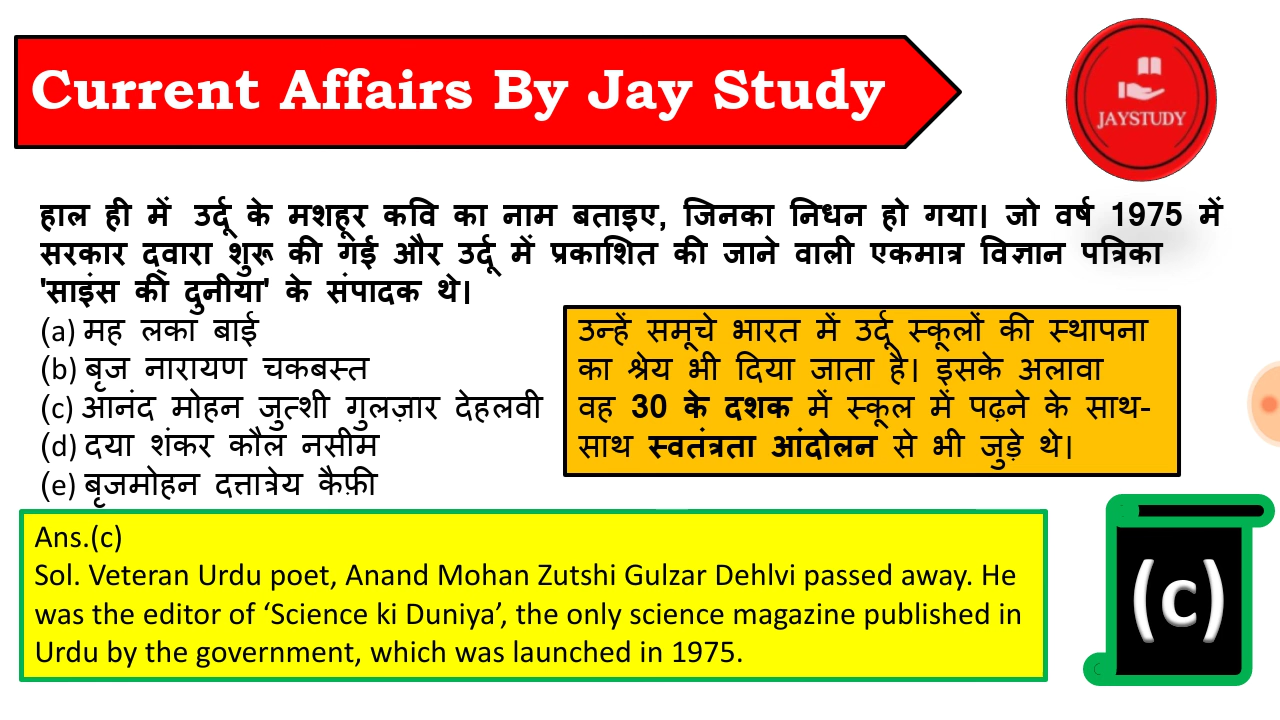 Current Affairs By Jay Study
JAYSTUDY
हाल ही में उर्दू के मशहूर कवि का नाम बताइए, जिनका निधन हो गया। जो वर्ष 1975 में
सरकार द्वारा शुरू की गई और उर्दू में प्रकाशित की जाने वाली एकमात्र विज्ञान पत्रिका
'साइंस की दुनीया' के संपादक थे।
(a) मह लका बाई
(b) बृज नारायण चकबस्त
(c) आनंद मोहन जुत्शी गुलज़ार देहलवी
(d) दया शंकर कौल नसीम
(e) बृजमोहन दत्तात्रेय कैफ़ी
उन्हें समूचे भारत में उर्दू स्कूलों की स्थापना
का श्रेय भी दिया जाता है। इसके अलावा
वह 30 के दशक में स्कूल में पढ़ने के साथ-
साथ स्वतंत्रता आंदोलन से भी जुड़े थे।
Ans.(c)
Sol. Veteran Urdu poet, Anand Mohan Zutshi Gulzar Dehlvi passed away. He
was the editor of ‘Science ki Duniya’, the only science magazine published in
Urdu by the government, which was launched in 1975.
(c)